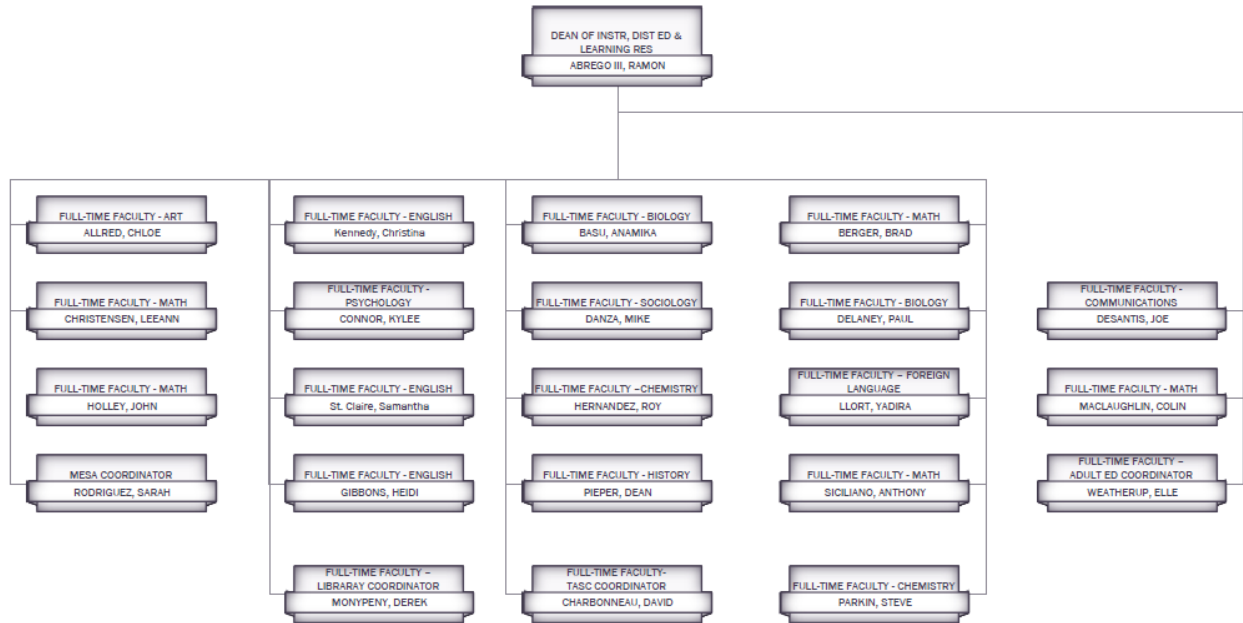 DEAN OF INSTR, DIST ED &
LEARNING RES
ABREGO III, RAMON
FULL-TIME FACULTY - ART
ALLRED, CHLOE
FULL-TIME FACULTY - ENGLISH
Kennedy, Christina
FULL-TIME FACULTY - BIOLOGY
BASU, ANAMIKA
FULL-TIME FACULTY - MATH
BERGER, BRAD
FULL-TIME FACULTY - MATH
CHRISTENSEN, LEEANN
FULL-TIME FACULTY -
PSYCHOLOGY
CONNOR, KYLEE
FULL-TIME FACULTY - SOCIOLOGY
DANZA, MIKE
FULL-TIME FACULTY - BIOLOGY
DELANEY, PAUL
FULL-TIME FACULTY -
COMMUNICATIONS
DESANTIS, JOE
FULL-TIME FACULTY - MATH
HOLLEY, JOHN
FULL-TIME FACULTY - ENGLISH
St. Claire, Samantha
FULL-TIME FACULTY –CHEMISTRY
HERNANDEZ, ROY
FULL-TIME FACULTY – FOREIGN
LANGUAGE
LLORT, YADIRA
FULL-TIME FACULTY - MATH
MACLAUGHLIN, COLIN
MESA COORDINATOR
RODRIGUEZ, SARAH
FULL-TIME FACULTY - ENGLISH
GIBBONS, HEIDI
FULL-TIME FACULTY - HISTORY
PIEPER, DEAN
FULL-TIME FACULTY - MATH
SICILIANO, ANTHONY
FULL-TIME FACULTY –
ADULT ED COORDINATOR
WEATHERUP, ELLE
FULL-TIME FACULTY –
LIBRARAY COORDINATOR
MONYPENY, DEREK
FULL-TIME FACULTY-
TASC COORDINATOR
CHARBONNEAU, DAVID
FULL-TIME FACULTY - CHEMISTRY
PARKIN, STEVE